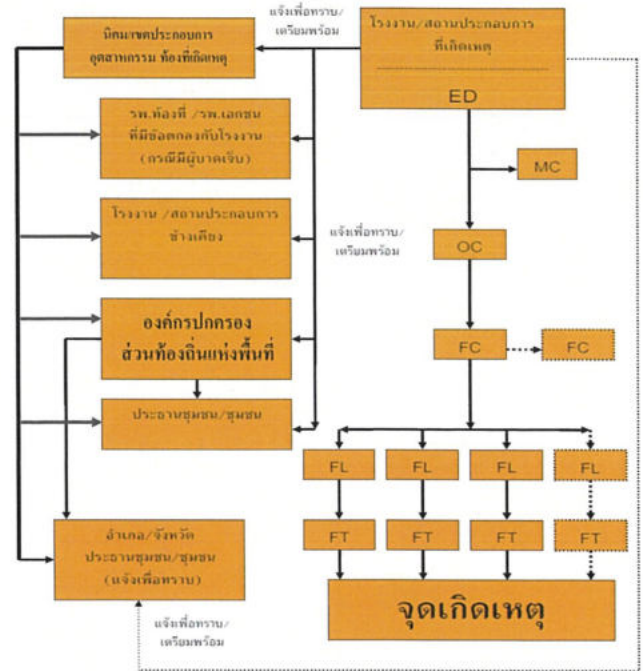 นิคม/เขตประกอบการ
อุตสาหกรรม ท้องที่เกิดเหตุ
แจ้งเพื่อทราบ/
เตรียมพร้อม
โรงงาน/สถานประกอบการ
ที่เกิดเหตุ
ED
รพ.ท้องที่ /รพ.เอกชน
ที่มีข้อตกลงกับโรงงาน
(กรณีมีผู้บาดเจ็บ)
MC
โรงงาน /สถานประกอบการ
ข้างเคียง
แจ้งเพื่อทราบ/
เตรียมพร้อม
OC
องค์กรปกครอง
ส่วนท้องถิ่นแห่งพื้นที่
FC
FC
ประธานชุมชน/ชุมชน
FL
FL
FL
FL
อำเภอ/จังหวัด
ประธานชุมชน/ชุมชน
(แจ้งเพื่อทราบ)
FT
FT
FT
FT
จุดเกิดเหตุ
แจ้งเพื่อทราบ/
เตรียมพร้อม